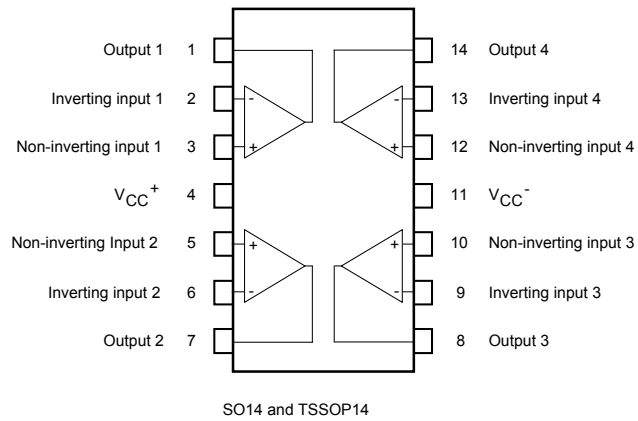 Output 1 1 14 Output 4
Inverting input 1 2 - - 13 Inverting input 4
Non-inverting input 1 3 + + 12 Non-inverting input 4
VCC+ 4 11 VCC-
Non-inverting Input 2 5 + + 10 Non-inverting input 3
Inverting input 2 6 - - 9 Inverting input 3
Output 2 7 8 Output 3
SO14 and TSSOP14